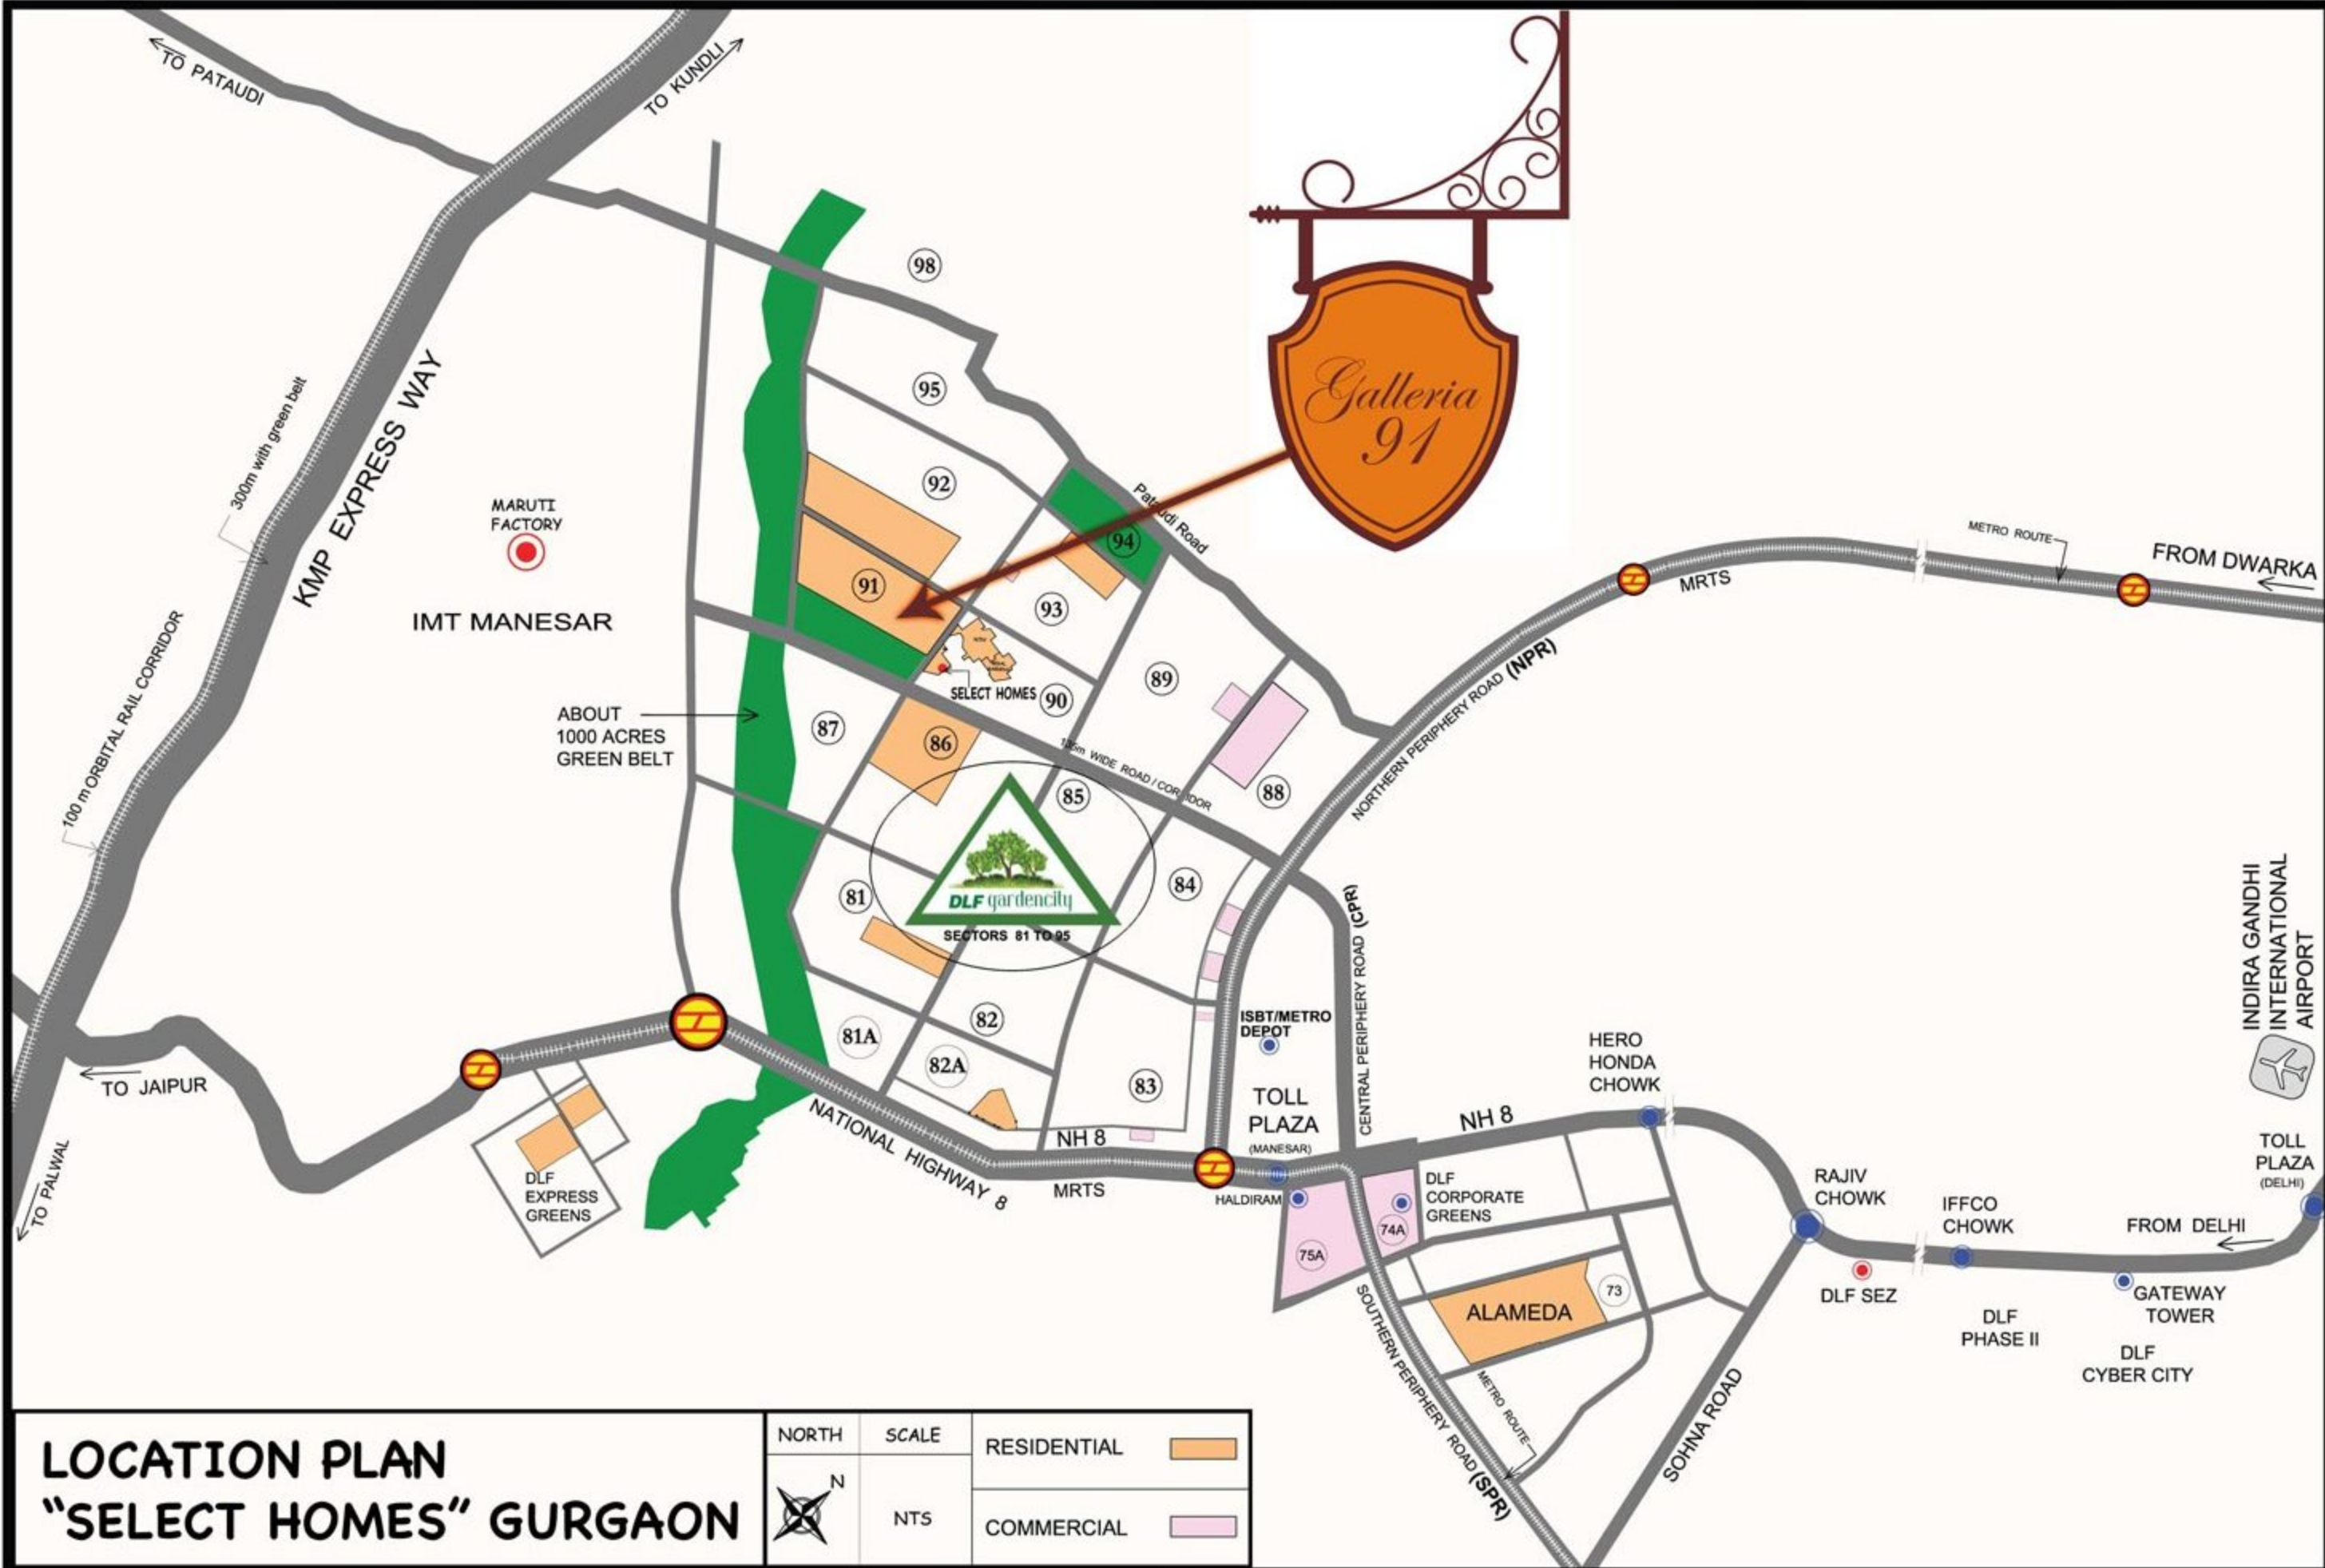 TO PATAUDI
TO KUNDLI
98
95
92
94
Pataudi Road
Galleria
91
300m with green belt
KMP EXPRESS WAY
MARUTI
FACTORY
IMT MANESAR
91
93
METRO ROUTE
FROM DWARKA
MRTS
100 m ORBITAL RAIL CORRIDOR
SELECT HOMES
90
89
NORTHERN PERIPHERY ROAD (NPR)
ABOUT
1000 ACRES
GREEN BELT
87
86
WIDE ROAD / CORRIDOR
85
88
DLF gardencity
SECTORS 81 TO 95
81
84
CENTRAL PERIPHERY ROAD (CPR)
INDIRA GANDHI
INTERNATIONAL
AIRPORT
81A
82
82A
83
ISBT/METRO
DEPOT
TOLL
PLAZA
(MANESAR)
HERO
HONDA
CHOWK
TO JAIPUR
TO PALWAL
NATIONAL HIGHWAY 8
NH 8
MRTS
NH 8
HALDIRAM
DLF
CORPORATE
GREENS
74A
75A
DLF
EXPRESS
GREENS
RAJIV
CHOWK
IFFCO
CHOWK
TOLL
PLAZA
(DELHI)
FROM DELHI
DLF SEZ
GATEWAY
TOWER
DLF
PHASE II
DLF
CYBER CITY
ALAMEDA
73
SOUTHERN PERIPHERY ROAD (SPR)
METRO ROUTE
SOHNA ROAD
LOCATION PLAN
"SELECT HOMES" GURGAON
NORTH
N
SCALE
NTS
RESIDENTIAL
COMMERCIAL